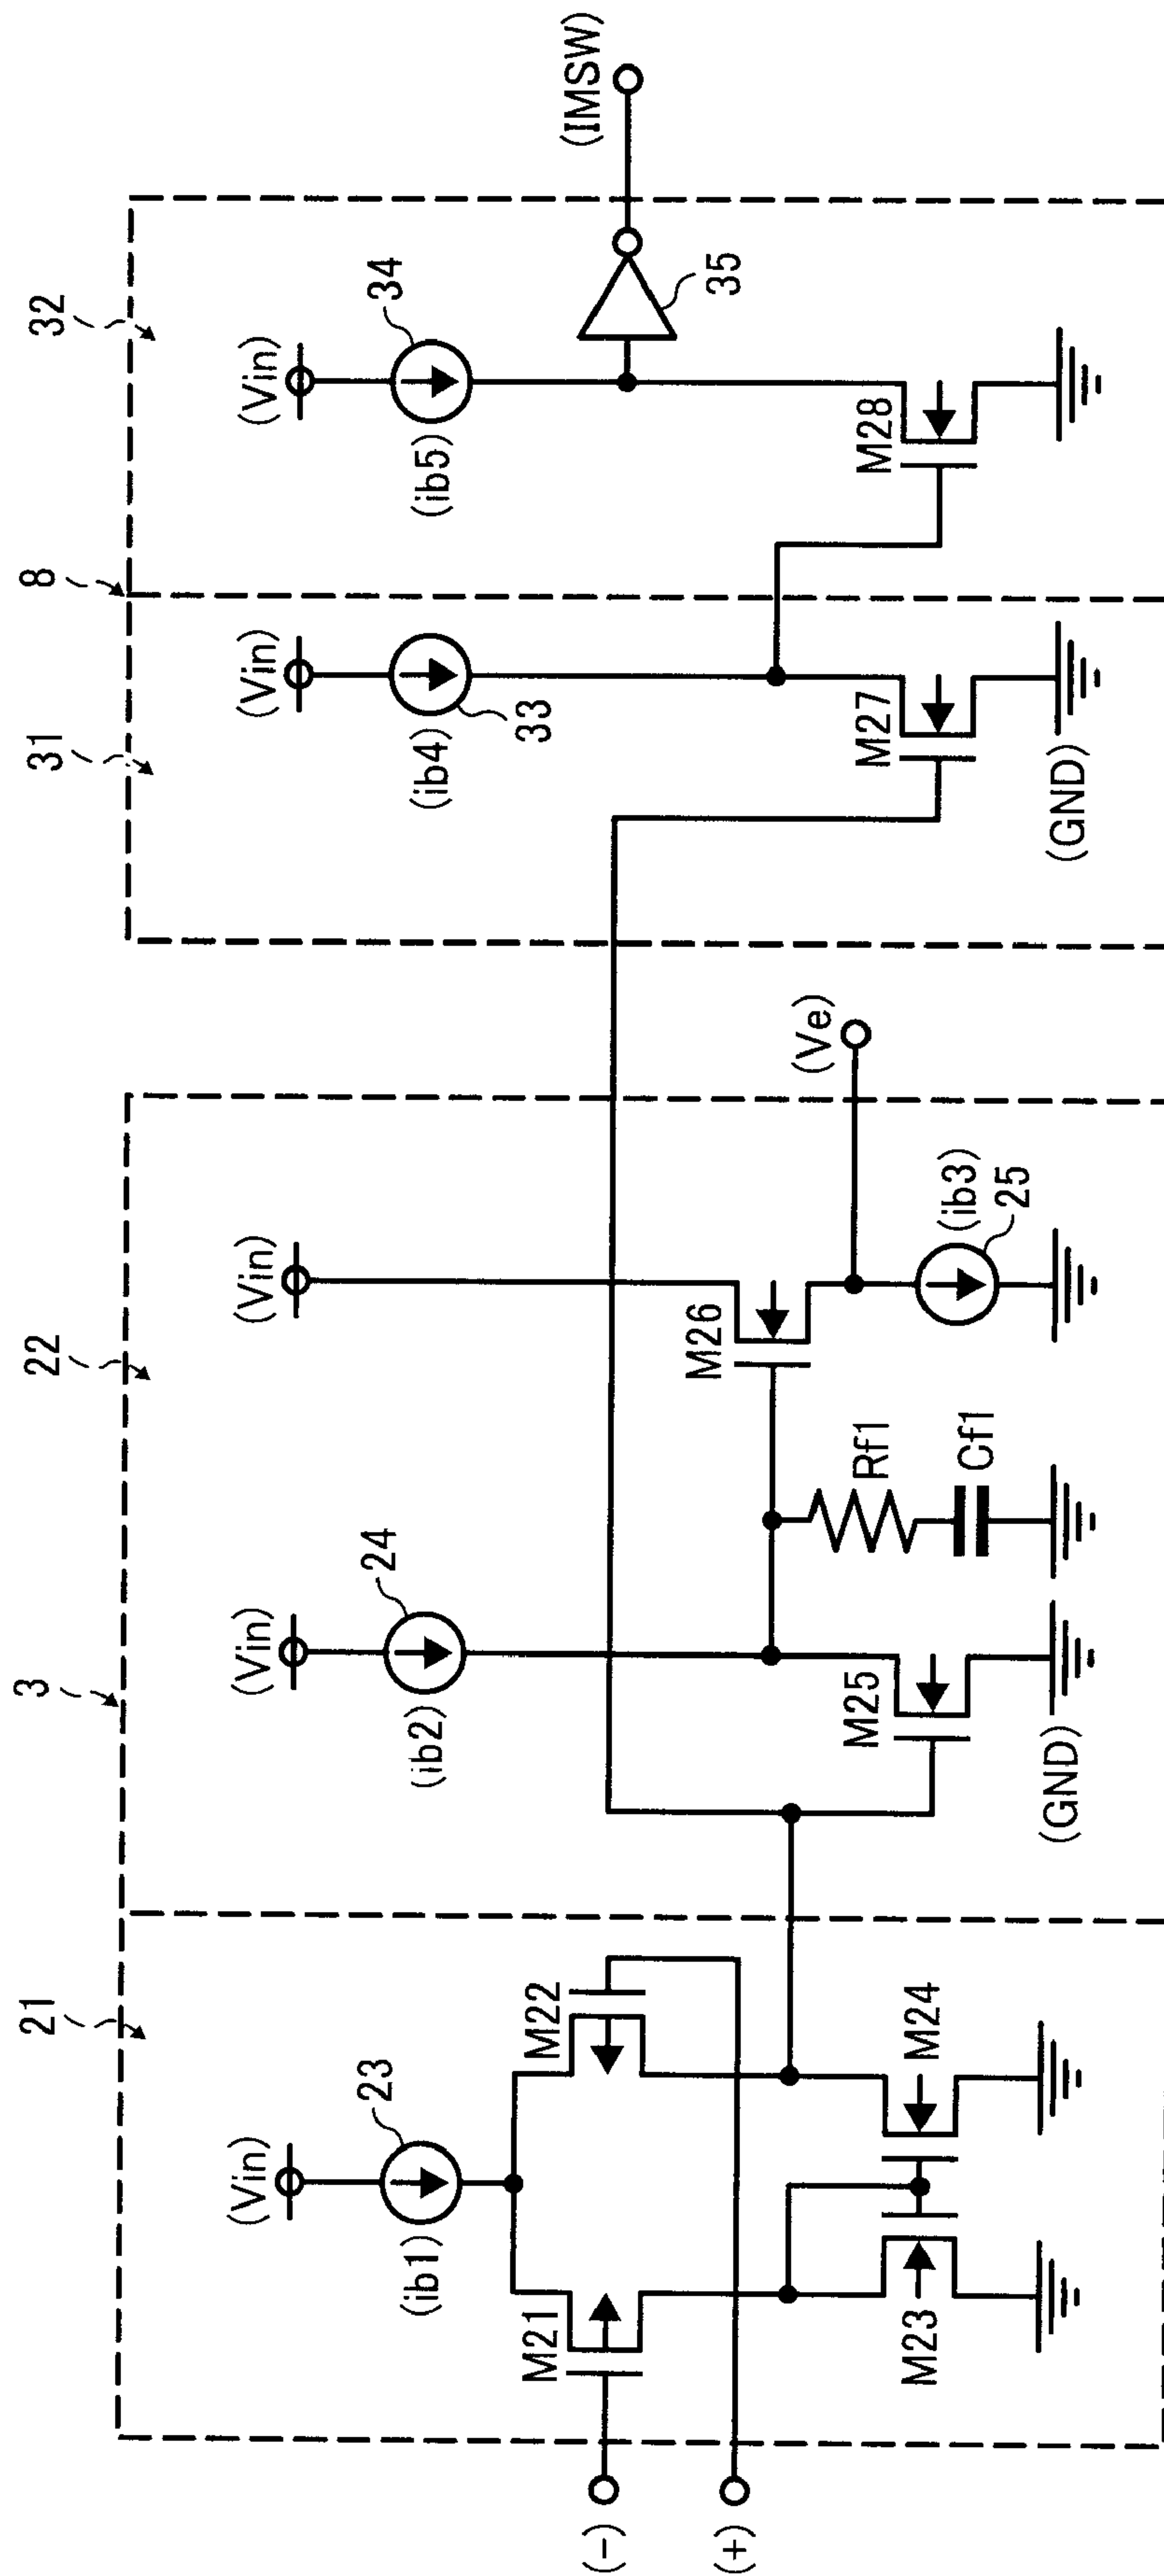 21
3
22
31
8
32
(Vin)
23
(ib1)
M21
M22
(-)
(+)
M23
M24
(Vin)
24
(ib2)
M25
(GND)
Rf1
Cf1
(Vin)
M26
(ib3)
25
(Ve)
(Vin)
(ib4)
33
M27
(GND)
(Vin)
34
(ib5)
M28
35
(IMSW)